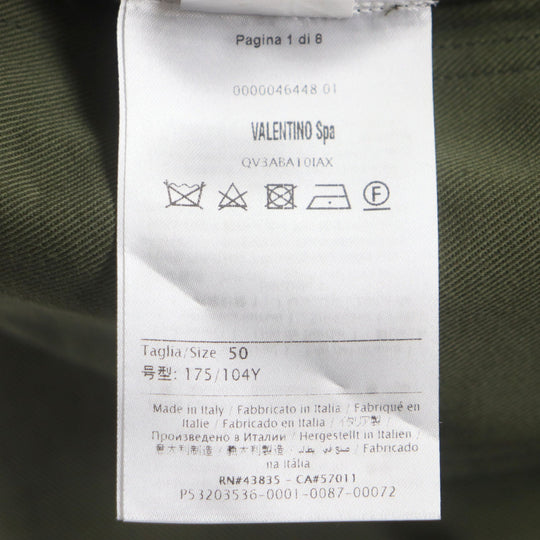 Pagina 1 di 8
0000046448 01
VALENTINO Spa
QV3ABA10IAX
F
Taglia/Size 50
号型: 175/104Y
Made in Italy / Fabbricato in Italia / Fabriqué en
Italie / Fabricado en Italia / イタリア製 /
Произведено в Италии / Hergestellt in Italien /
意大利制造 / 義大利製造 / صنع في / Fabricado
na Itália
RN#43835 - CA#57011
P53203536-0001-0087-00072